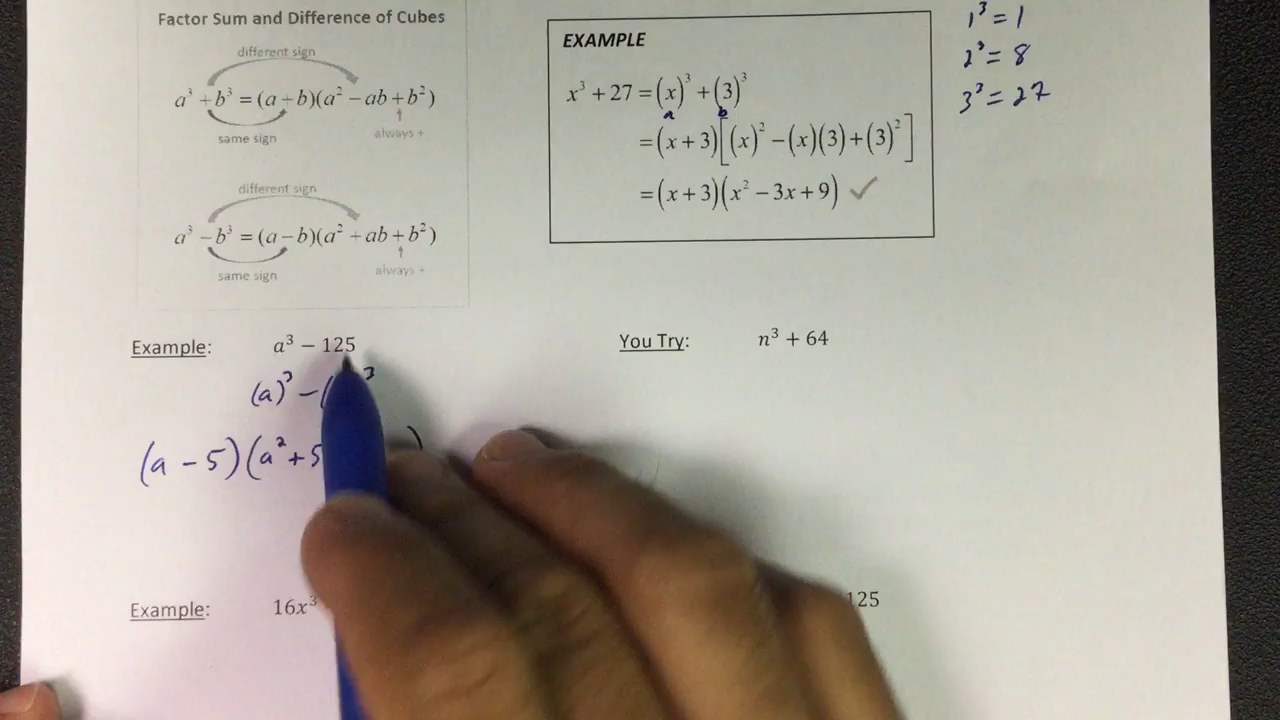 Factor Sum and Difference of Cubes
different sign
a³ + b³ = (a + b)(a² − ab + b²)
same sign
always +
different sign
a³ − b³ = (a − b)(a² + ab + b²)
same sign
always +
EXAMPLE
x³ + 27 = (x)³ + (3)³
a b
= (x + 3)[(x)² − (x)(3) + (3)²]
= (x + 3)(x² − 3x + 9) ✓
1³ = 1
2³ = 8
3³ = 27
Example: a³ − 125
(a)³ − ( ³
(a − 5)(a² + 5 )
You Try: n³ + 64
Example: 16x³
125